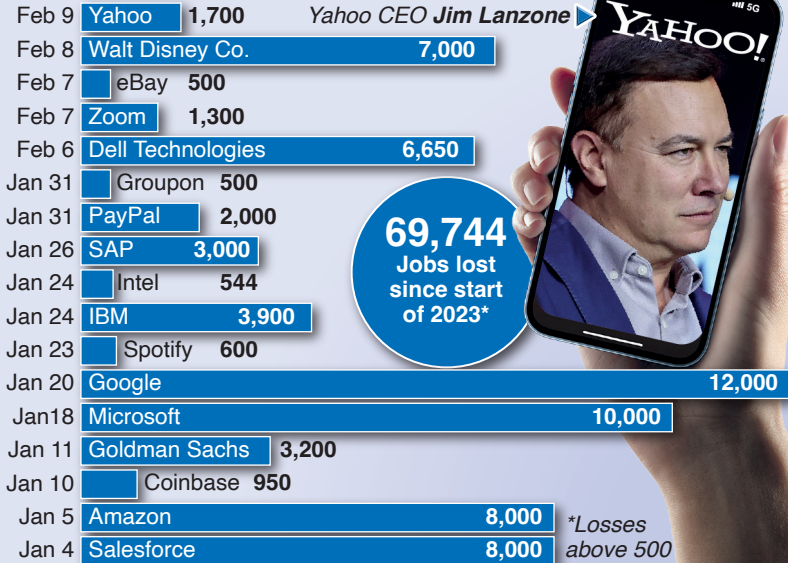 Feb 9 Yahoo 1,700 Yahoo CEO Jim Lanzone
5G
YAHOO!
Feb 8 Walt Disney Co. 7,000
Feb 7 eBay 500
Feb 7 Zoom 1,300
Feb 6 Dell Technologies 6,650
Jan 31 Groupon 500
Jan 31 PayPal 2,000
Jan 26 SAP 3,000
Jan 24 Intel 544
Jan 24 IBM 3,900
Jan 23 Spotify 600
69,744
Jobs lost
since start
of 2023*
Jan 20 Google 12,000
Jan18 Microsoft 10,000
Jan 11 Goldman Sachs 3,200
Jan 10 Coinbase 950
Jan 5 Amazon 8,000
Jan 4 Salesforce 8,000
*Losses
above 500